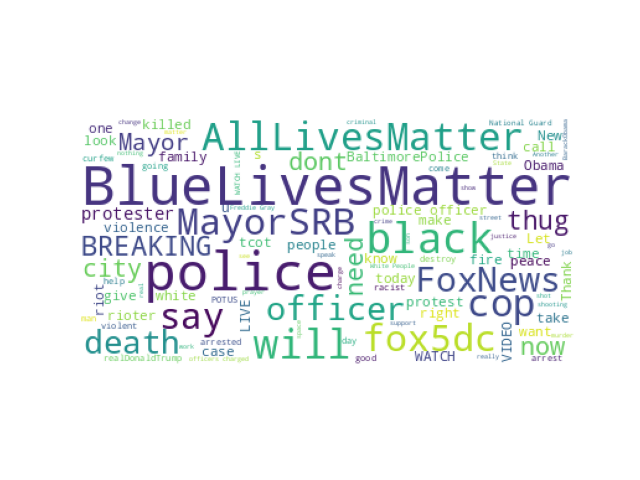 one killed
look Mayor AllLivesMatter New
call
curfew family s dont BaltimorePolice think Obama
going come
BlueLivesMatter
protester MayorSRB police officer thug
violence make
BREAKING tcot people need black Let time peace
city know fire destroy
help police today FoxNews Thank
riot give white racist
rioter say POTUS LIVE officer protest right cop take
man
violent death arrested will fox5dc want now
case day WATCH VIDEO
realDonaldTrump work officers charged good really arrest
change nothing criminal National Guard Another BarackObama
WATCH LIVE Freddie Gray crime street justice go job
real speak charge White People State
space support show shot shooting murder
prayer